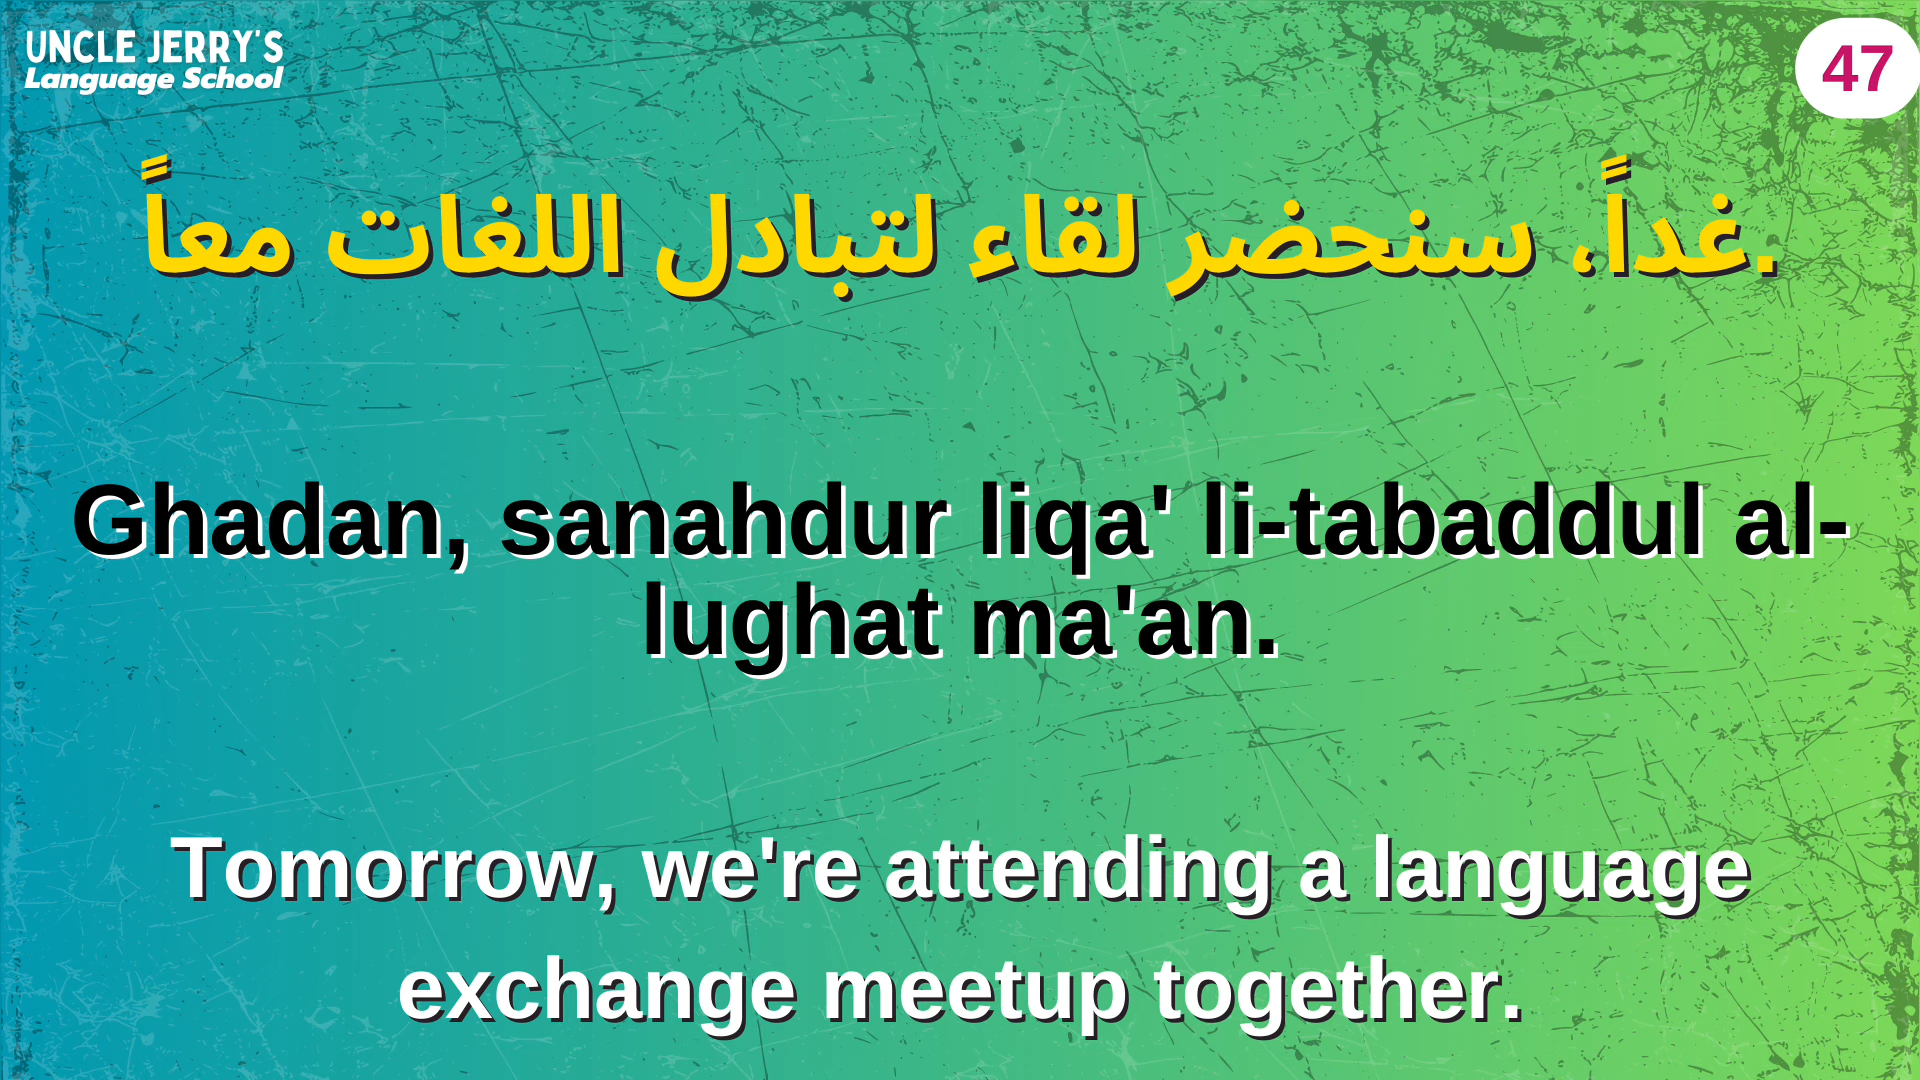 UNCLE JERRY'S
Language School
47
.غداً، سنحضر لقاء لتبادل اللغات معاً
Ghadan, sanahdur liqa' li-tabaddul al-
lughat ma'an.
Tomorrow, we're attending a language
exchange meetup together.